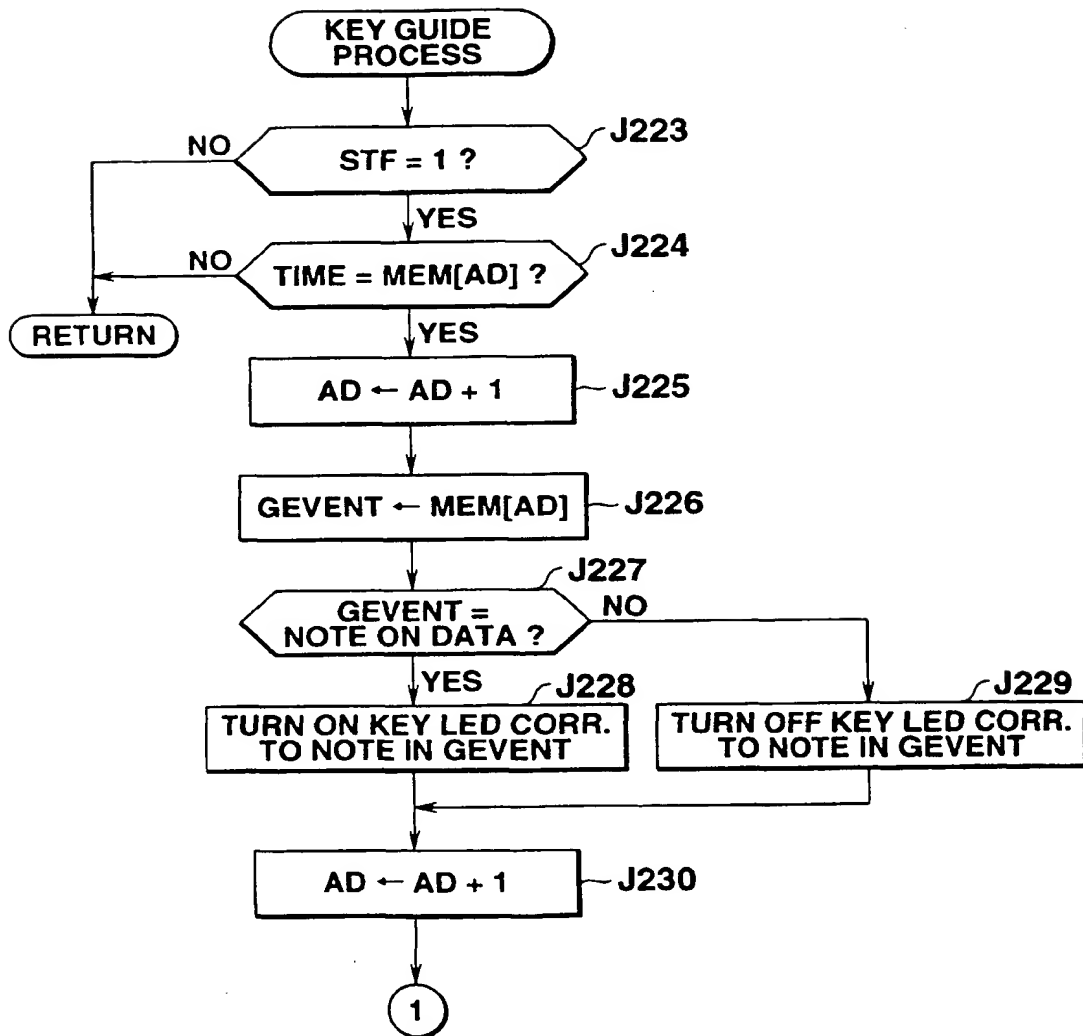 KEY GUIDE
PROCESS
J223
NO
STF = 1 ?
YES
J224
NO
TIME = MEM[AD] ?
RETURN
YES
AD ← AD + 1
J225
GEVENT ← MEM[AD]
J226
J227
GEVENT =
NOTE ON DATA ?
NO
YES
J228
J229
TURN ON KEY LED CORR.
TO NOTE IN GEVENT
TURN OFF KEY LED CORR.
TO NOTE IN GEVENT
AD ← AD + 1
J230
1